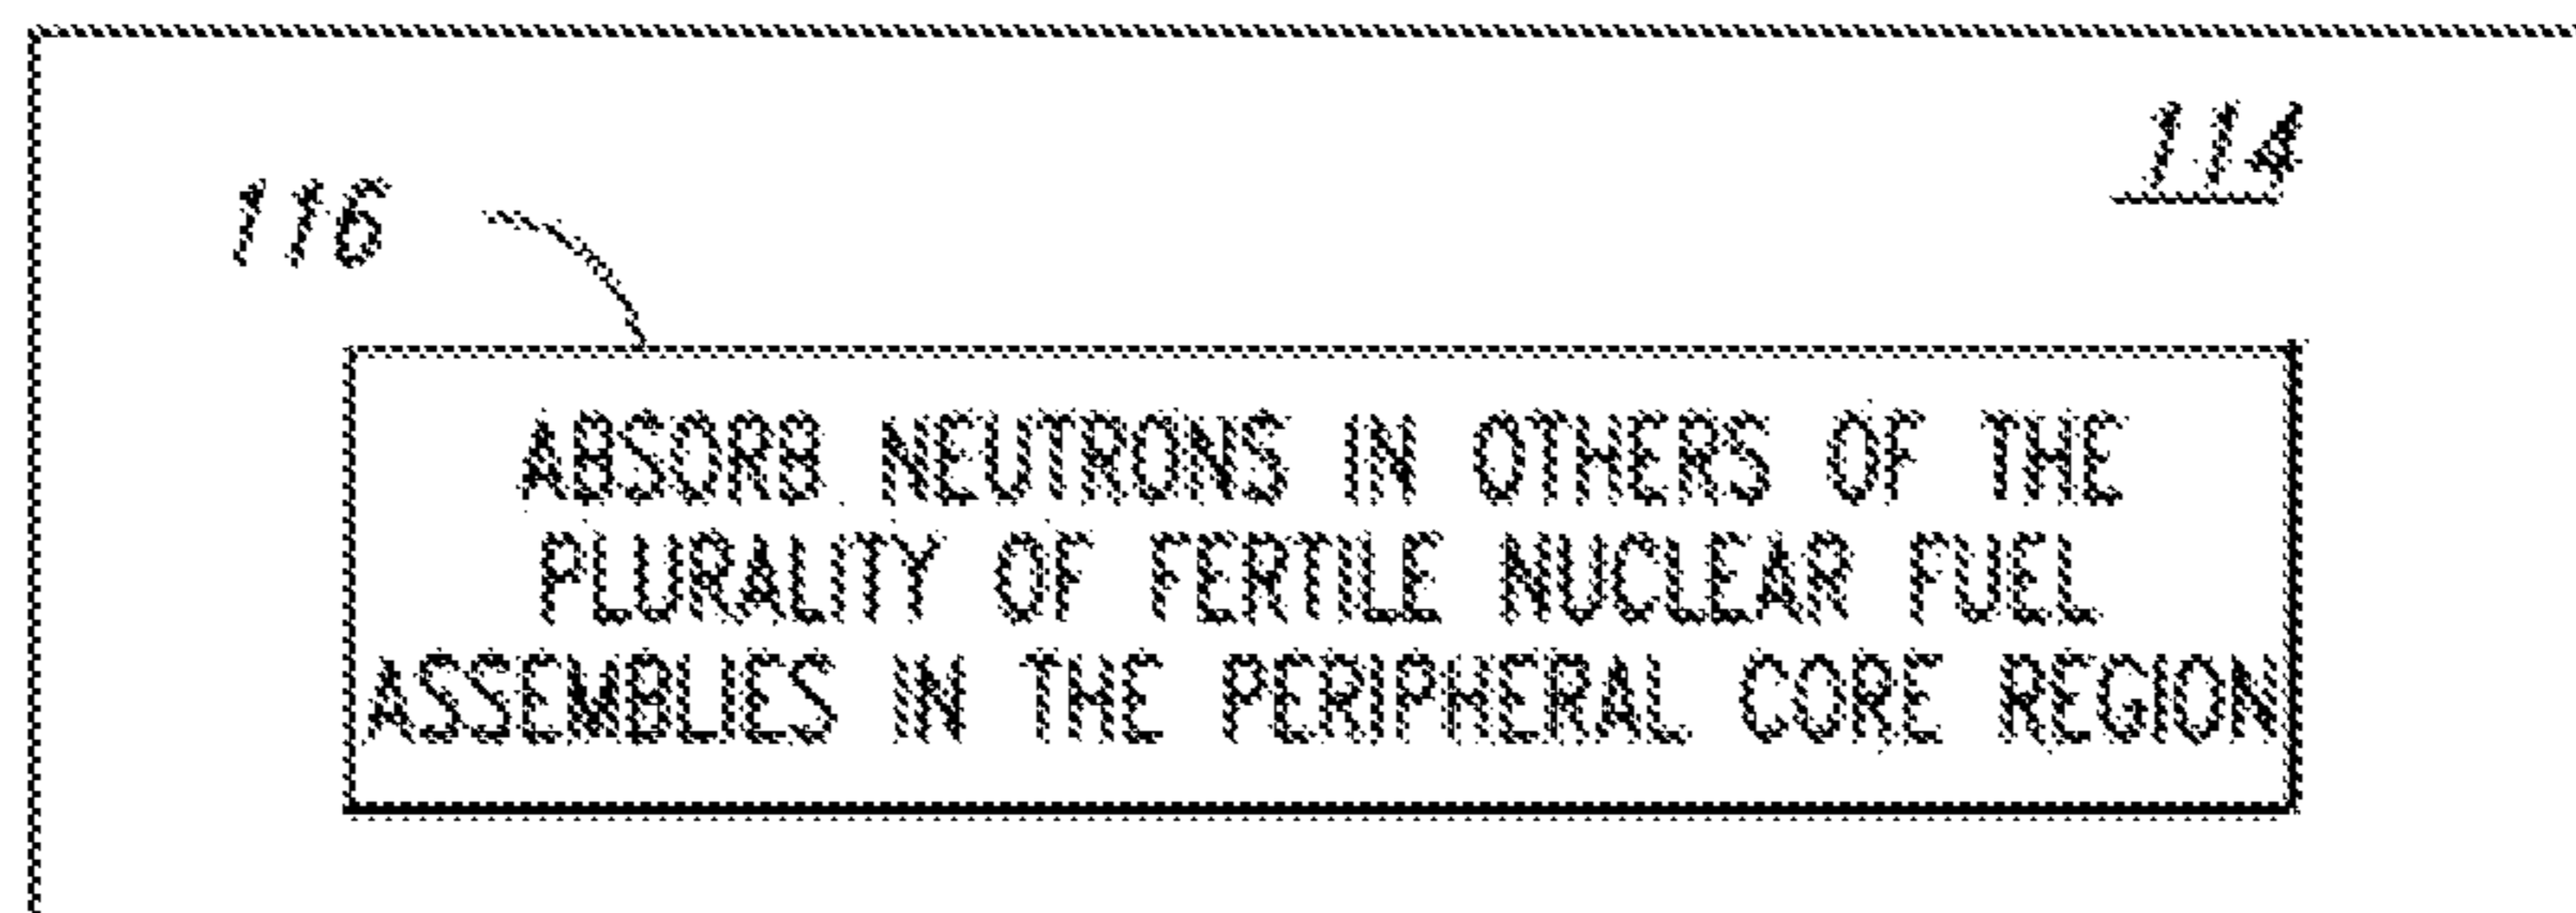 114
116
ABSORB NEUTRONS IN OTHERS OF THE
PLURALITY OF FERTILE NUCLEAR FUEL
ASSEMBLIES IN THE PERIPHERAL CORE REGION